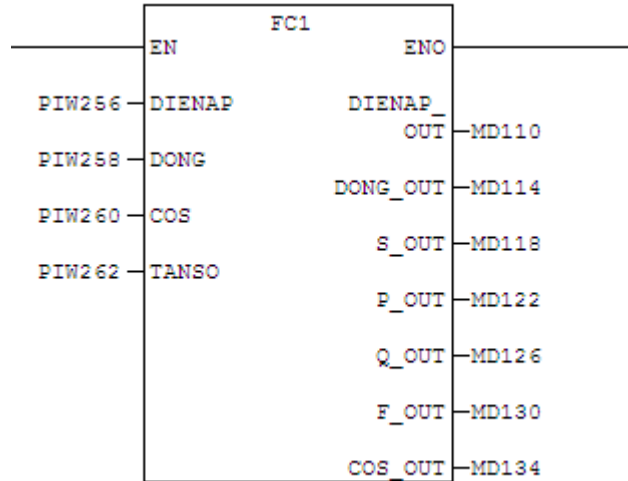 FC1
EN ENO
PIW256 DIENAP DIENAP_
OUT MD110
PIW258 DONG DONG_OUT MD114
PIW260 COS S_OUT MD118
PIW262 TANSO P_OUT MD122
Q_OUT MD126
F_OUT MD130
COS_OUT MD134